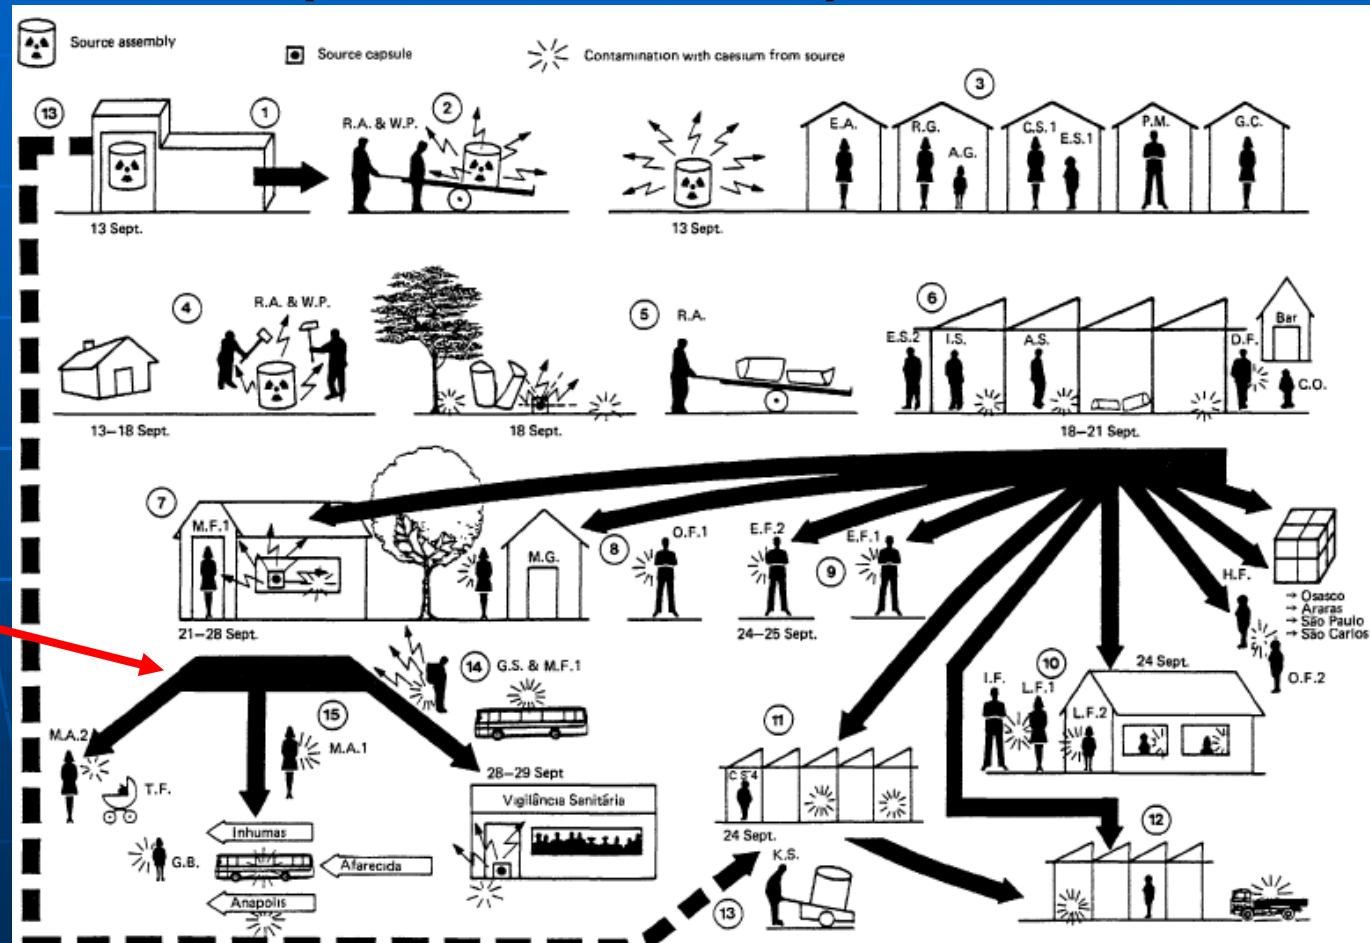 Source assembly
Source capsule
Contamination with caesium from source
13
1
R.A. & W.P.
2
3
E.A.
R.G.
A.G.
C.S.1
E.S.1
P.M.
G.C.
13 Sept.
13 Sept.
4
R.A. & W.P.
5
R.A.
6
E.S.2
I.S.
A.S.
D.F.
Bar
C.O.
13–18 Sept.
18 Sept.
18–21 Sept.
7
M.F.1
M.G.
8
O.F.1
E.F.2
9
E.F.1
H.F.
→ Osasco
→ Araras
→ São Paulo
→ São Carlos
21–28 Sept.
24–25 Sept.
14
G.S. & M.F.1
10
24 Sept.
I.F.
L.F.1
L.F.2
O.F.2
M.A.2
T.F.
15
M.A.1
11
C S 4
28–29 Sept
Vigilância Sanitária
Inhumas
G.B.
Afarecida
Anapolis
24 Sept.
K.S.
13
12